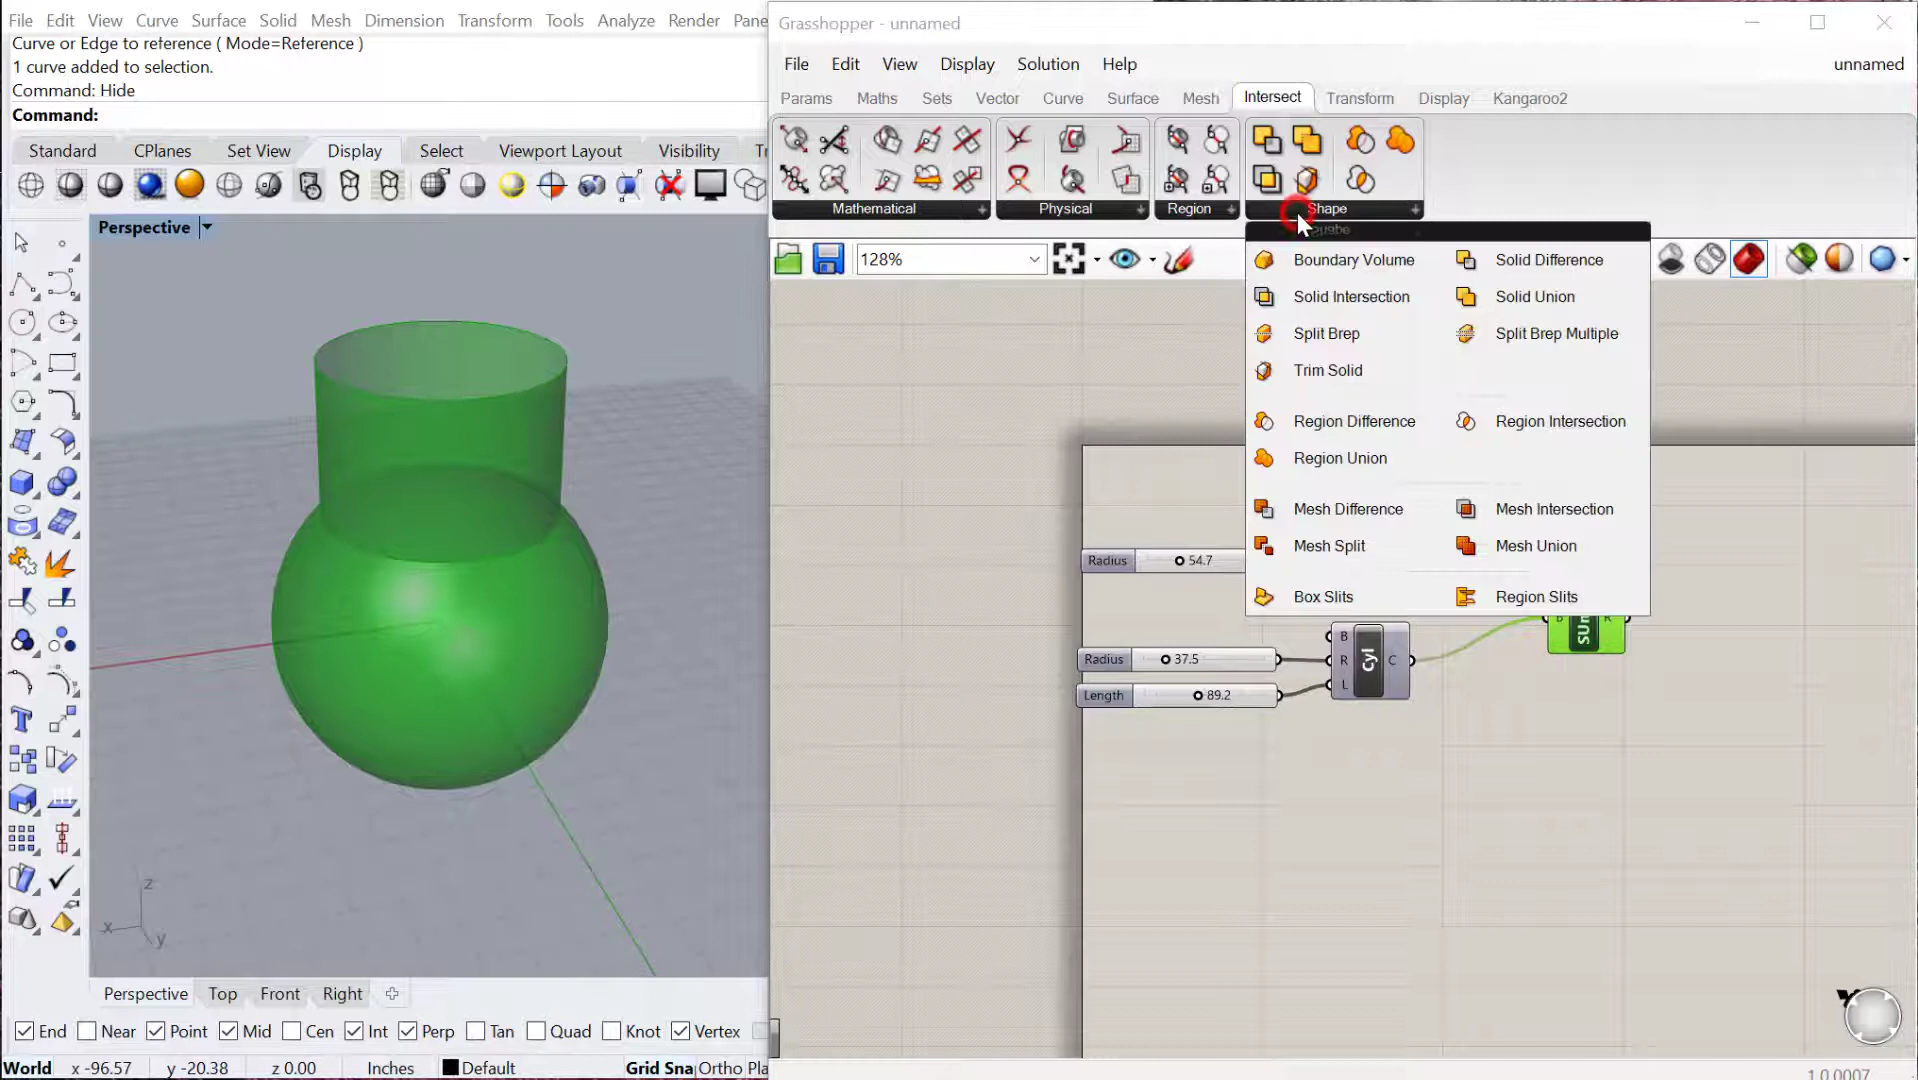 File Edit View Curve Surface Solid Mesh Dimension Transform Tools Analyze Render Pane
Curve or Edge to reference ( Mode=Reference )
1 curve added to selection.
Command: Hide
Command:
Standard CPlanes Set View Display Select Viewport Layout Visibility
Perspective
Grasshopper - unnamed
File Edit View Display Solution Help unnamed
Params Maths Sets Vector Curve Surface Mesh Intersect Transform Display Kangaroo2
Mathematical Physical Region Shape
128%
Boundary Volume Solid Difference
Solid Intersection Solid Union
Split Brep Split Brep Multiple
Trim Solid
Region Difference Region Intersection
Region Union
Mesh Difference Mesh Intersection
Mesh Split Mesh Union
Box Slits Region Slits
Radius 54.7
Radius 37.5
Length 89.2
B
R
L
Cyl
C
B
R
z
x
y
Perspective Top Front Right
End Near Point Mid Cen Int Perp Tan Quad Knot Vertex
World x -96.57 y -20.38 z 0.00 Inches Default Grid Sna Ortho Pla
1.0.0007